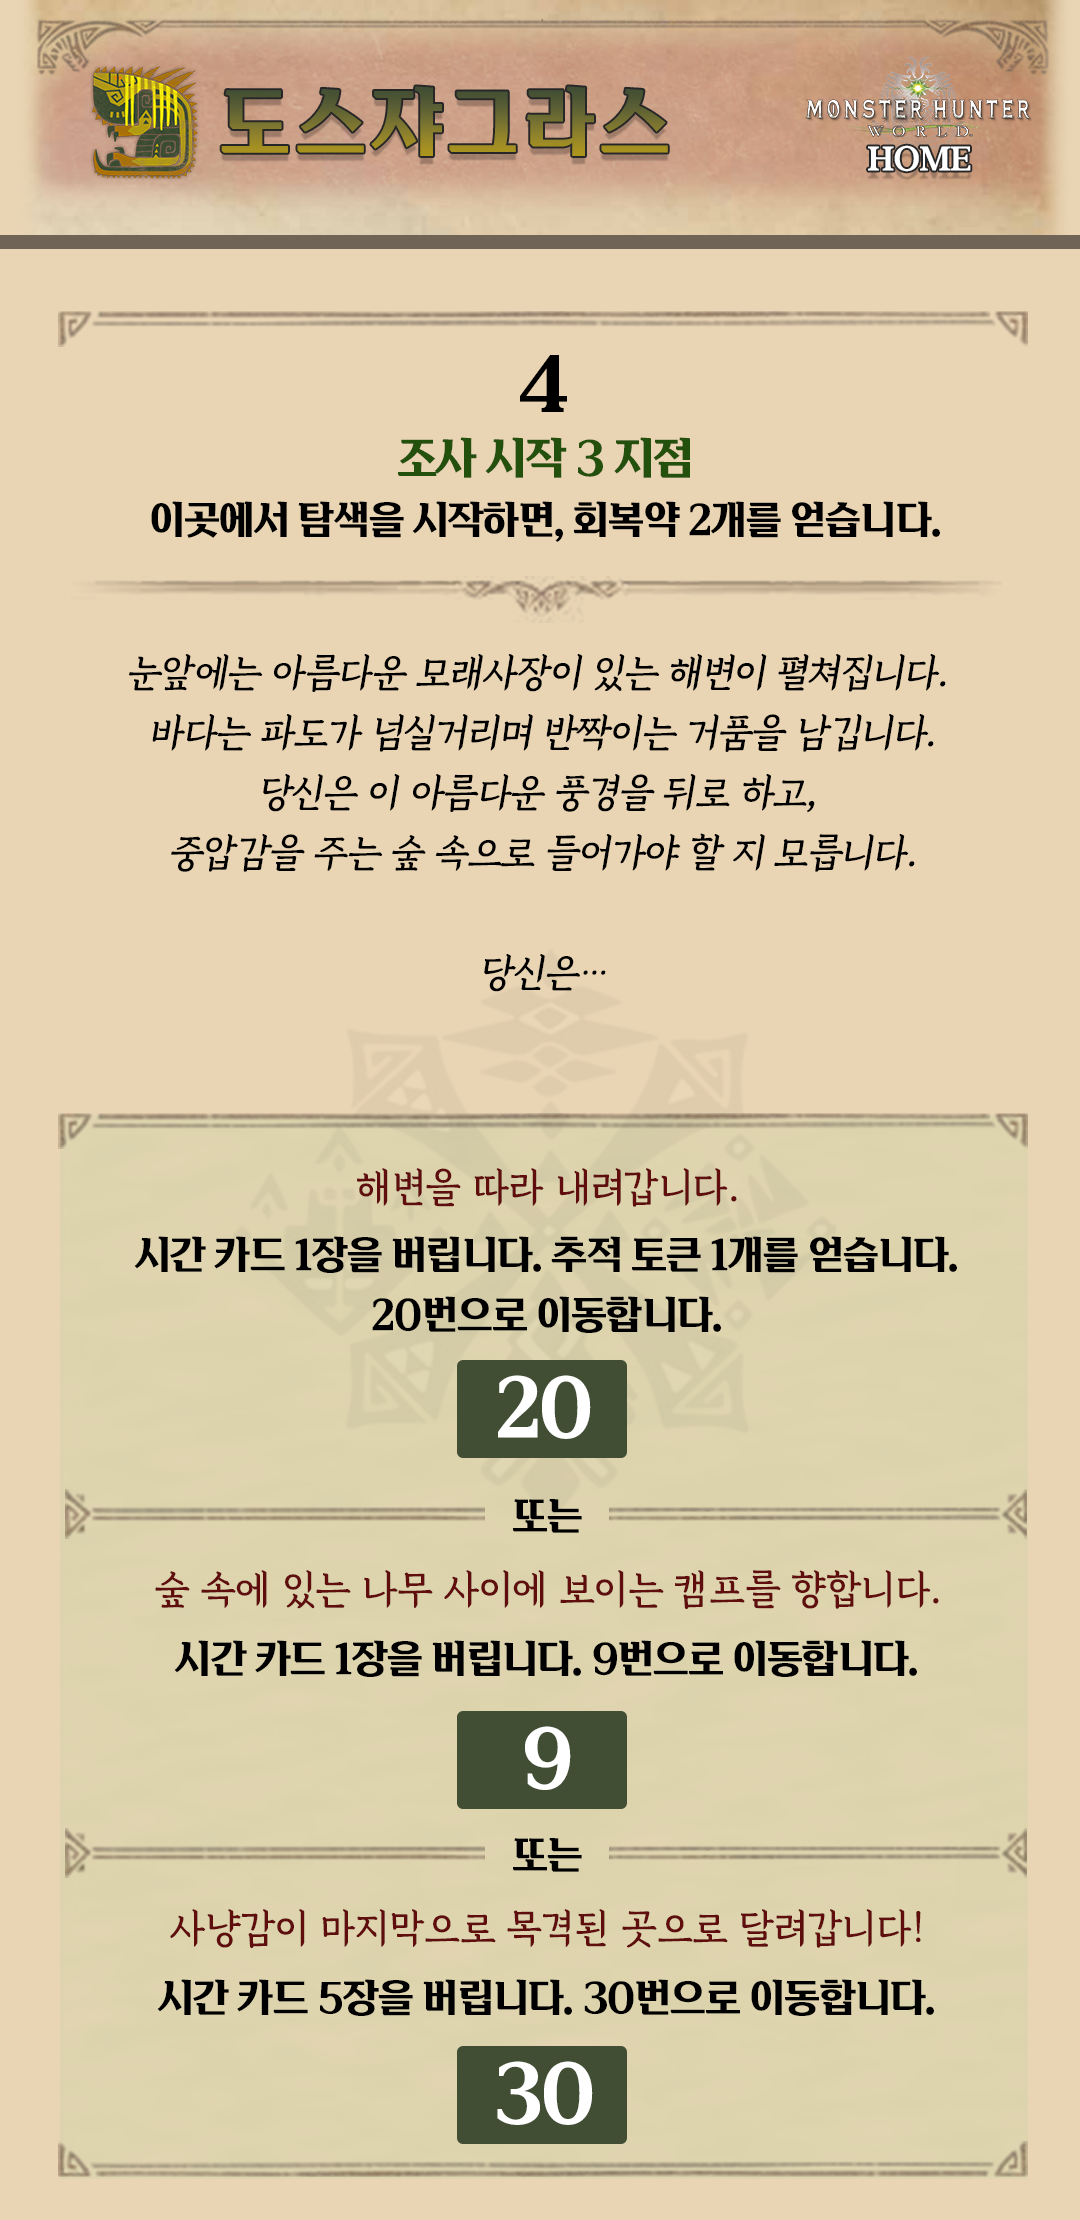 도스쟈그라스
MONSTER HUNTER
WORLD
HOME
4
조사 시작 3 지점
이곳에서 탐색을 시작하면, 회복약 2개를 얻습니다.
눈앞에는 아름다운 모래사장이 있는 해변이 펼쳐집니다.
바다는 파도가 넘실거리며 반짝이는 거품을 남깁니다.
당신은 이 아름다운 풍경을 뒤로 하고,
중압감을 주는 숲 속으로 들어가야 할 지 모릅니다.
당신은…
해변을 따라 내려갑니다.
시간 카드 1장을 버립니다. 추적 토큰 1개를 얻습니다.
20번으로 이동합니다.
20
또는
숲 속에 있는 나무 사이에 보이는 캠프를 향합니다.
시간 카드 1장을 버립니다. 9번으로 이동합니다.
9
또는
사냥감이 마지막으로 목격된 곳으로 달려갑니다!
시간 카드 5장을 버립니다. 30번으로 이동합니다.
30